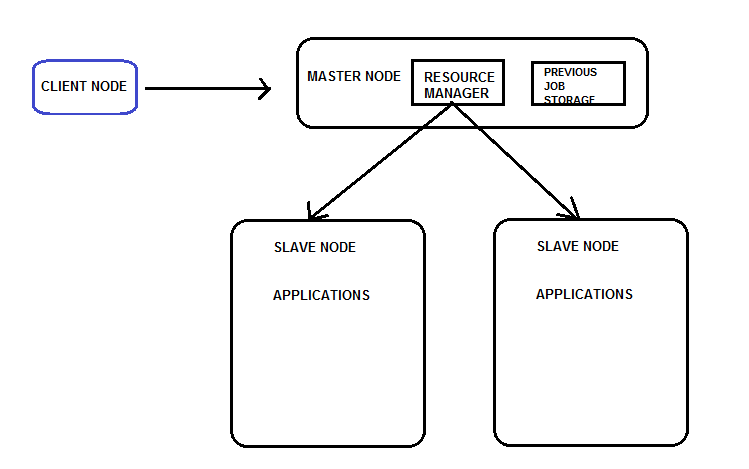 CLIENT NODE
MASTER NODE
RESOURCE
MANAGER
PREVIOUS
JOB
STORAGE
SLAVE NODE
APPLICATIONS
SLAVE NODE
APPLICATIONS